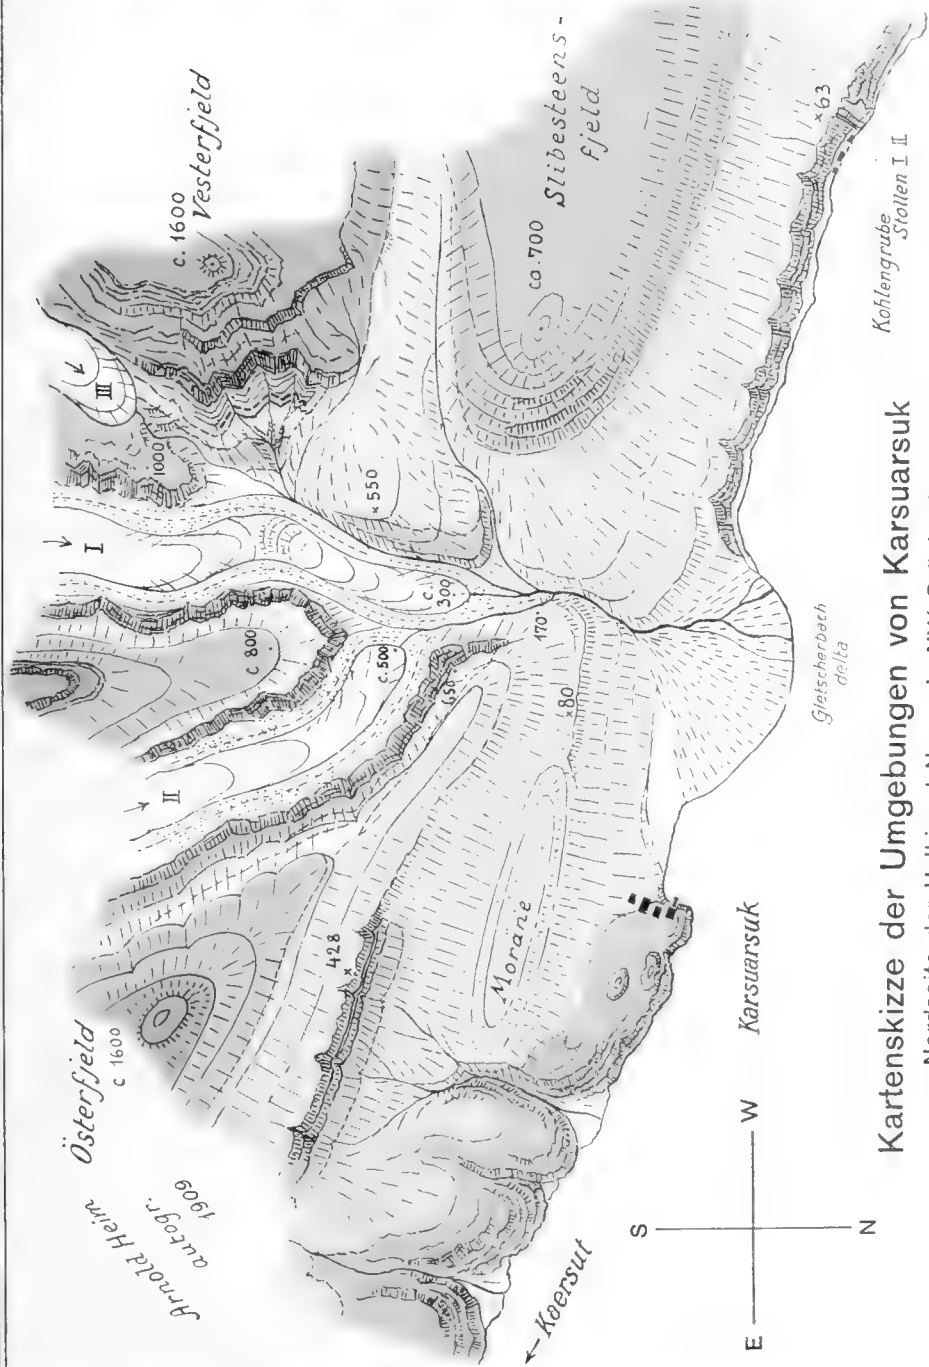 Arnold Heim
autogr.
1909
Österfjeld
c 1600
c. 1600
Vesterfjeld
Slibesteens-
fjeld
ca. 700
III
1000
I
c 800
II
c. 500
c.
300
× 550
450
170
× 80
428
×
Morane
× 63
Kohlengrube
Stollen I II
Gletscherbach
delta
Karsuarsuk
← Kaersut
S
W
E
N
Kartenskizze der Umgebungen von Karsuarsuk